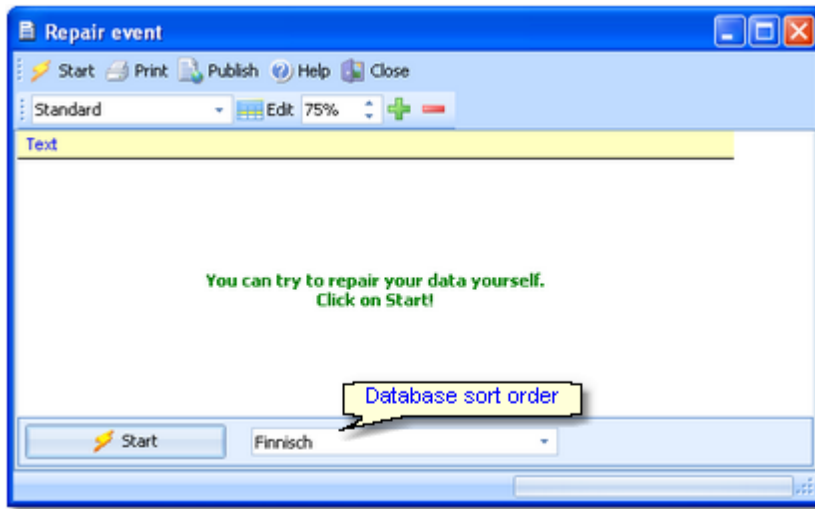 Repair event
Start Print Publish Help Close
Standard Edit 75%
Text
You can try to repair your data yourself.
Click on Start!
Database sort order
Start Finnisch